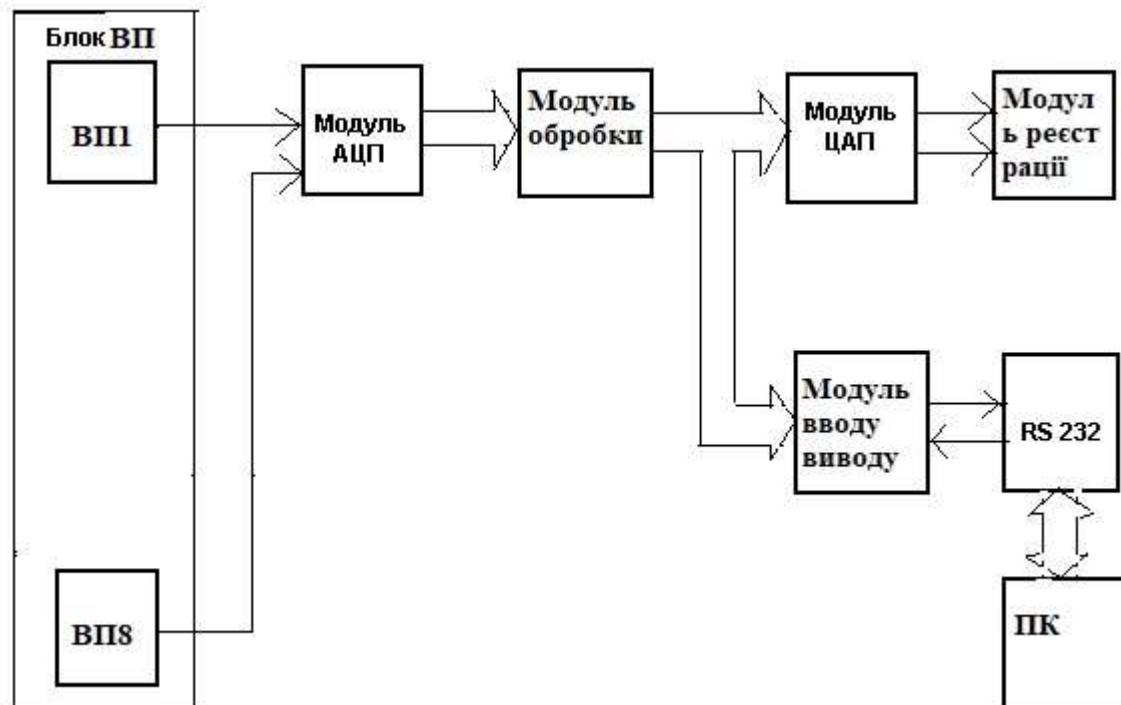 Блок ВП
ВП1
Модуль
АЦП
Модуль
обробки
Модуль
ЦАП
Модул
ь реєст
рації
Модуль
вводу
виводу
RS 232
ВП8
ПК